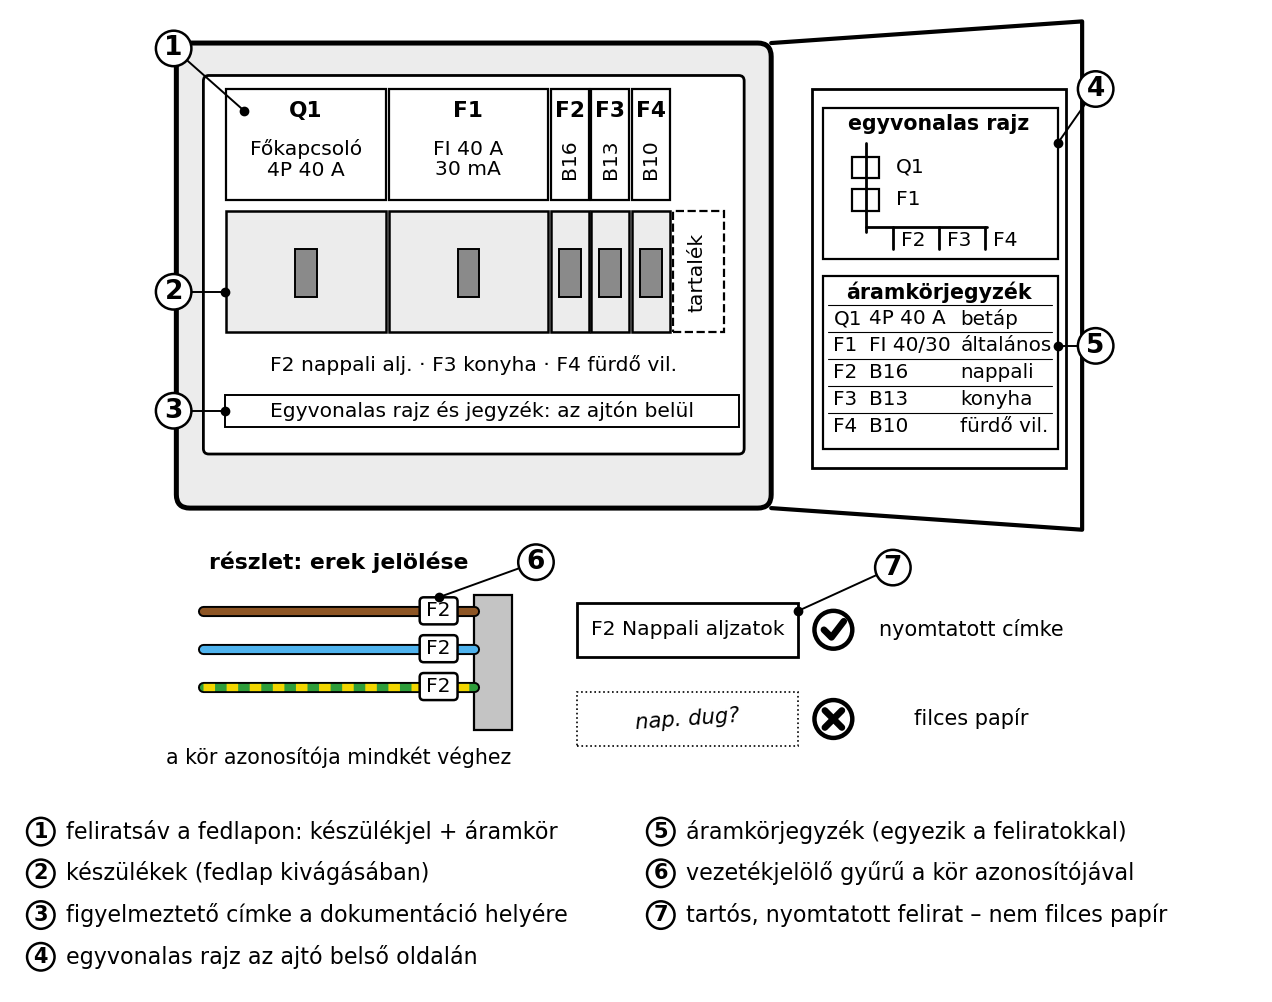 1
Q1
Főkapcsoló
4P 40 A
F1
FI 40 A
30 mA
F2
B16
F3
B13
F4
B10
2
tartalék
F2 nappali alj. · F3 konyha · F4 fürdő vil.
3
Egyvonalas rajz és jegyzék: az ajtón belül
4
egyvonalas rajz
Q1
F1
F2 F3 F4
áramkörjegyzék
Q1 4P 40 A betáp
F1 FI 40/30 általános
F2 B16 nappali
F3 B13 konyha
F4 B10 fürdő vil.
5
részlet: erek jelölése
6
F2
F2
F2
a kör azonosítója mindkét véghez
7
F2 Nappali aljzatok
nyomtatott címke
nap. dug?
filces papír
1 feliratsáv a fedlapon: készülékjel + áramkör
2 készülékek (fedlap kivágásában)
3 figyelmeztető címke a dokumentáció helyére
4 egyvonalas rajz az ajtó belső oldalán
5 áramkörjegyzék (egyezik a feliratokkal)
6 vezetékjelölő gyűrű a kör azonosítójával
7 tartós, nyomtatott felirat – nem filces papír